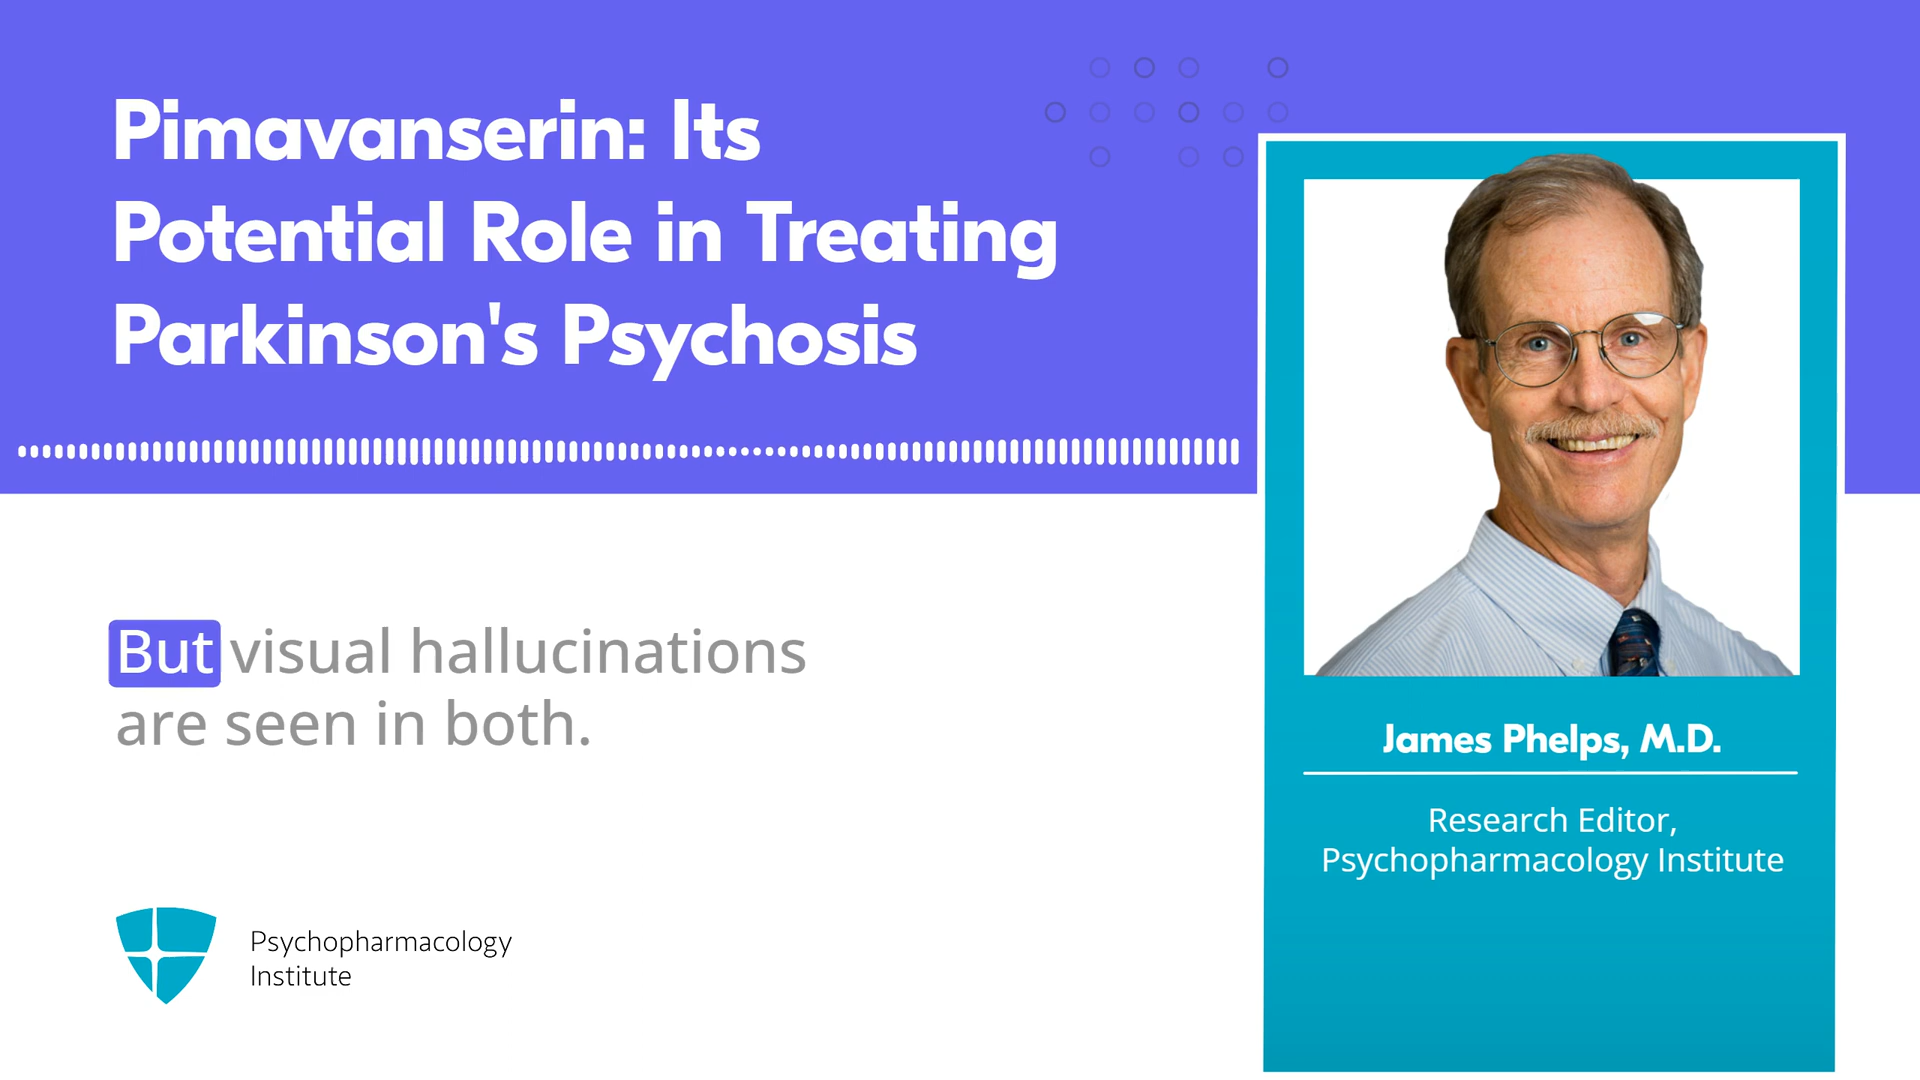 Pimavanserin: Its
Potential Role in Treating
Parkinson's Psychosis
But visual hallucinations
are seen in both.
Psychopharmacology
Institute
James Phelps, M.D.
Research Editor,
Psychopharmacology Institute